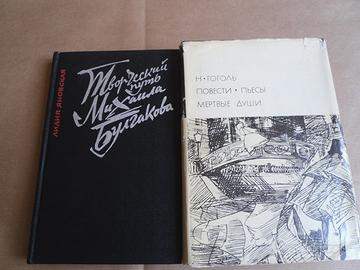 ЛИДИЯ ЯНОВСКАЯ
Творческий
путь
Михаила
Булгакова
Н·ГОГОЛЬ
ПОВЕСТИ·ПЬЕСЫ
МЕРТВЫЕ ДУШИ